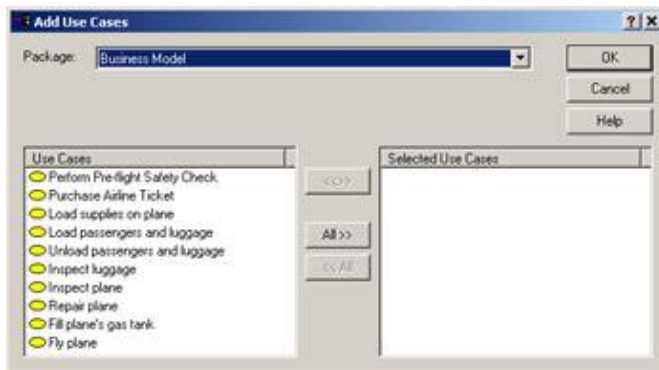 Add Use Cases
Package: Business Model
OK
Cancel
Help
Use Cases
Perform Pre-flight Safety Check
Purchase Airline Ticket
Load supplies on plane
Load passengers and luggage
Unload passengers and luggage
Inspect luggage
Inspect plane
Repair plane
Fill plane's gas tank
Fly plane
<<>>
All >>
<< All
Selected Use Cases